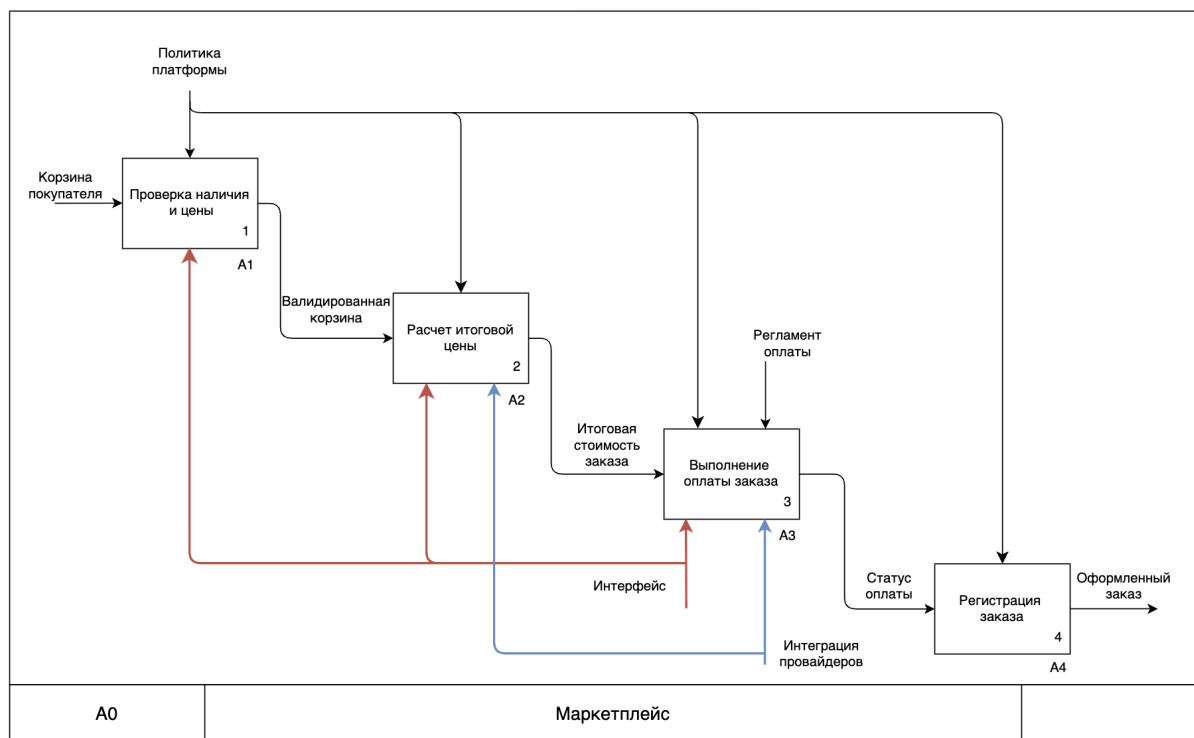 Политика
платформы
Корзина
покупателя
Проверка наличия
и цены
1
A1
Валидированная
корзина
Расчет итоговой
цены
2
A2
Регламент
оплаты
Итоговая
стоимость
заказа
Выполнение
оплаты заказа
3
A3
Интерфейс
Статус
оплаты
Оформленный
заказ
Регистрация
заказа
4
A4
Интеграция
провайдеров
A0
Маркетплейс